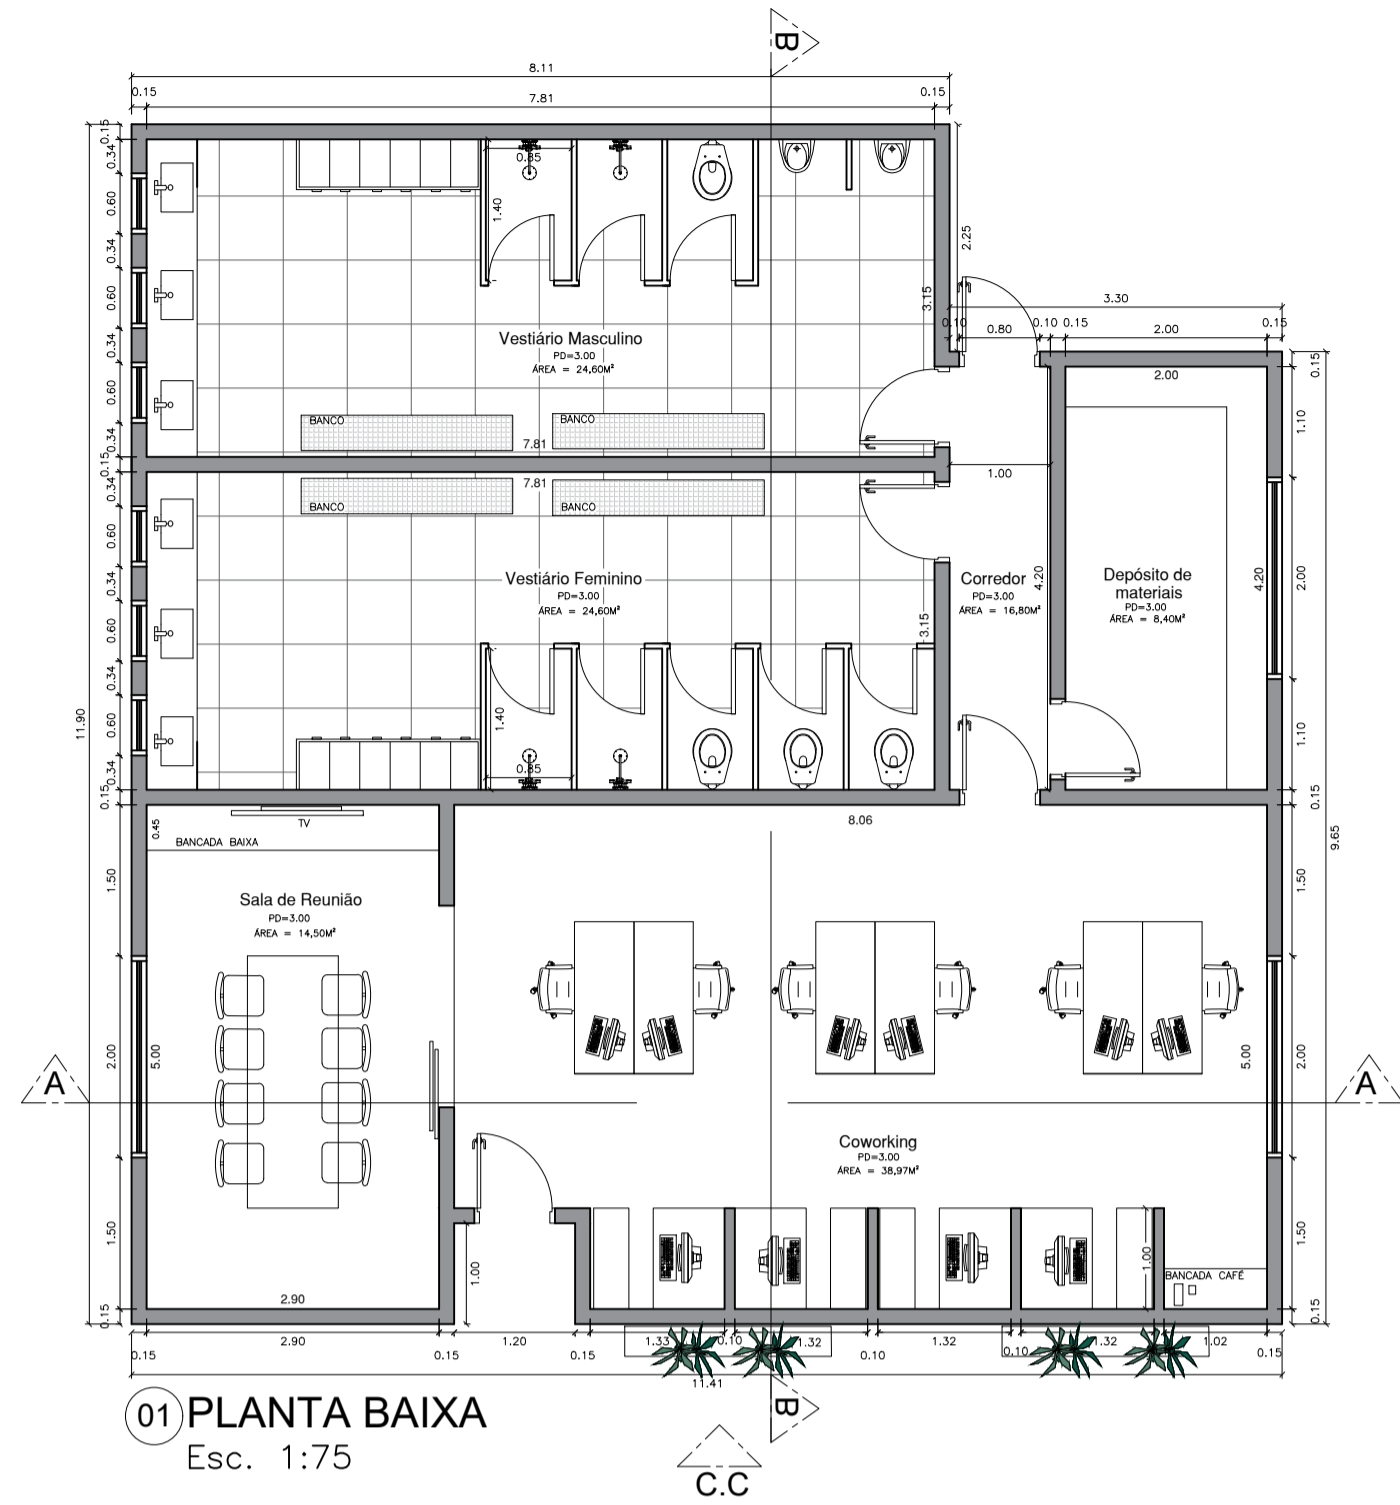 B
8.11
0.15
7.81
0.15
0.15
0.34
0.60
0.34
0.60
0.34
0.60
0.34
0.15
0.85
1.40
2.25
3.15
3.30
0.10
0.80
0.10
0.15
2.00
0.15
2.00
0.15
Vestiário Masculino
PD=3.00
ÁREA = 24,60M²
BANCO
BANCO
7.81
1.00
1.10
7.81
BANCO
BANCO
0.34
0.60
0.34
0.60
0.34
0.60
0.34
0.15
Vestiário Feminino
PD=3.00
ÁREA = 24,60M²
3.15
Corredor
PD=3.00
ÁREA = 16,80M²
4.20
Depósito de
materiais
PD=3.00
ÁREA = 8,40M²
4.20
2.00
1.10
0.15
11.90
1.40
0.85
TV
0.45
BANCADA BAIXA
8.06
9.65
1.50
1.50
Sala de Reunião
PD=3.00
ÁREA = 14,50M²
2.00
5.00
5.00
2.00
A
A
Coworking
PD=3.00
ÁREA = 38,97M²
1.50
1.00
1.00
1.50
BANCADA CAFÉ
2.90
0.15
0.15
0.15
2.90
0.15
1.20
0.15
1.33
0.10
1.32
0.10
1.32
0.10
1.32
1.02
0.15
11.41
01
PLANTA BAIXA
Esc. 1:75
B
C.C